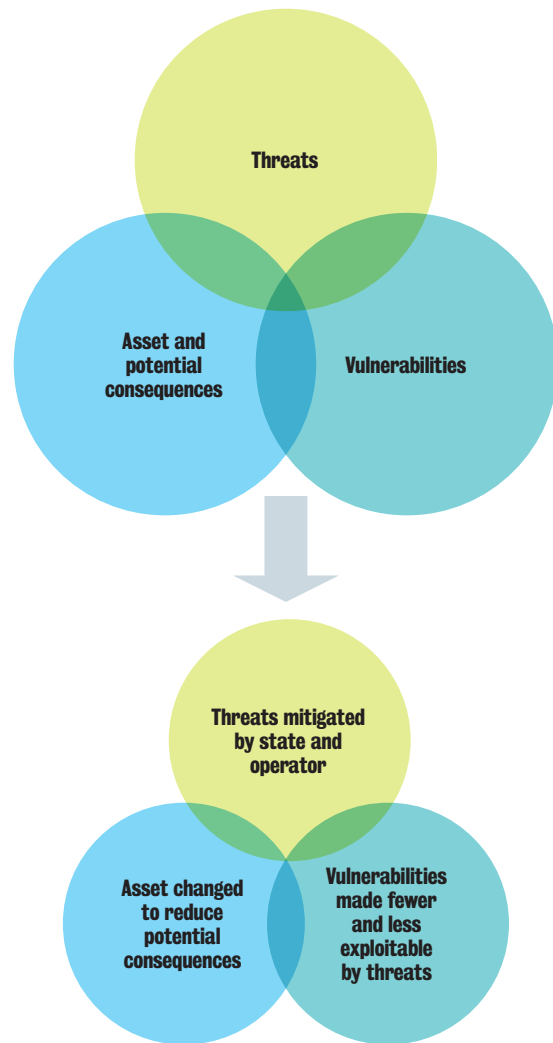 Threats
Asset and
potential
consequences
Vulnerabilities
Threats mitigated
by state and
operator
Asset changed
to reduce
potential
consequences
Vulnerabilities
made fewer
and less
exploitable
by threats